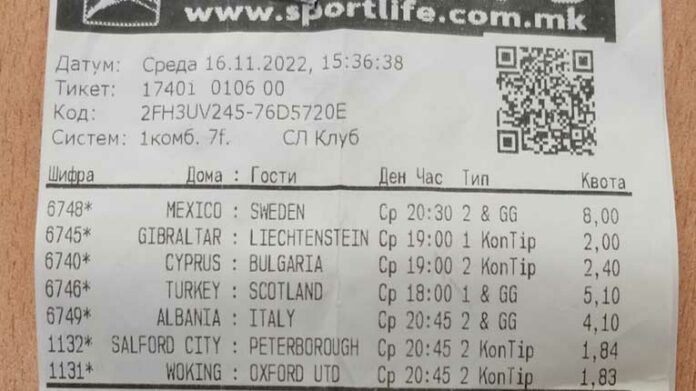 www.sportlife.com.mk
Датум: Среда 16.11.2022, 15:36:38
Тикет: 17401 0106 00
Код: 2FH3UV245-76D5720E
Систем: 1комб. 7f. СЛ Клуб
Шифра Дома : Гости Ден Час Тип Квота
6748* MEXICO : SWEDEN Ср 20:30 2 & GG 8,00
6745* GIBRALTAR : LIECHTENSTEIN Ср 19:00 1 KonTip 2,00
6740* CYPRUS : BULGARIA Ср 19:00 2 KonTip 2,40
6746* TURKEY : SCOTLAND Ср 18:00 1 & GG 5,10
6749* ALBANIA : ITALY Ср 20:45 2 & GG 4,10
1132* SALFORD CITY : PETERBOROUGH Ср 20:45 2 KonTip 1,84
1131* WOKING : OXFORD UTD Ср 20:45 2 KonTip 1,83